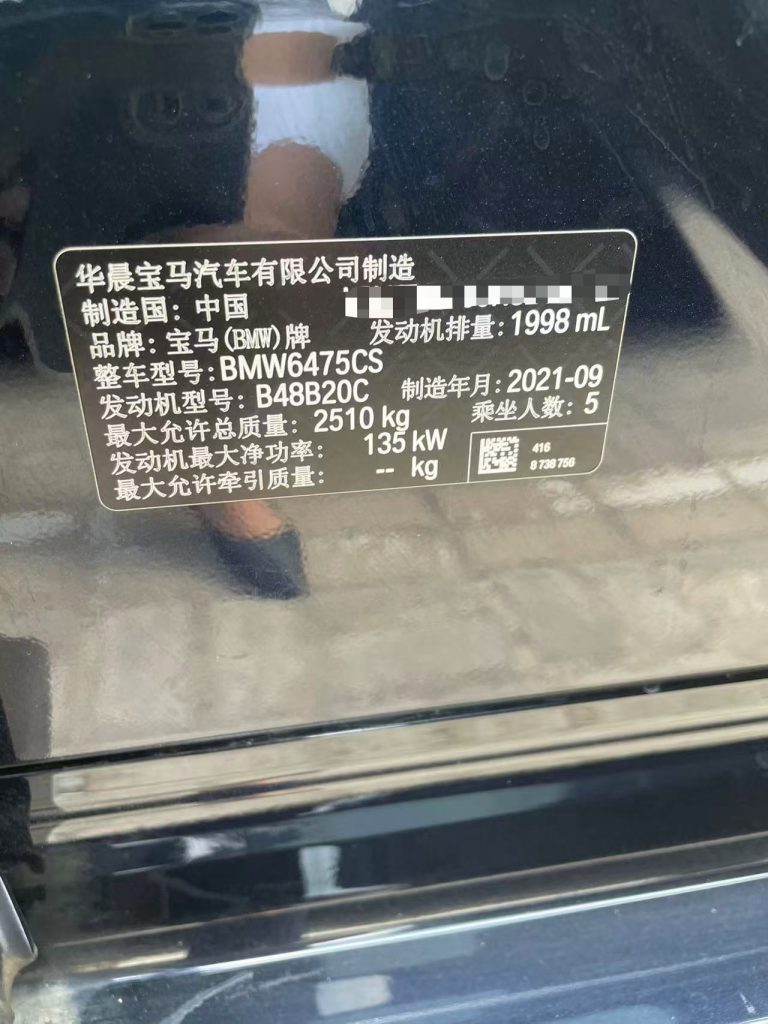 华晨宝马汽车有限公司制造
制造国：中国
品牌：宝马(BMW)牌 发动机排量：1998 mL
整车型号：BMW6475CS
发动机型号：B48B20C 制造年月：2021-09
最大允许总质量：2510 kg 乘坐人数：5
发动机最大净功率：135 kW
最大允许牵引质量：-- kg
416
8 738 756